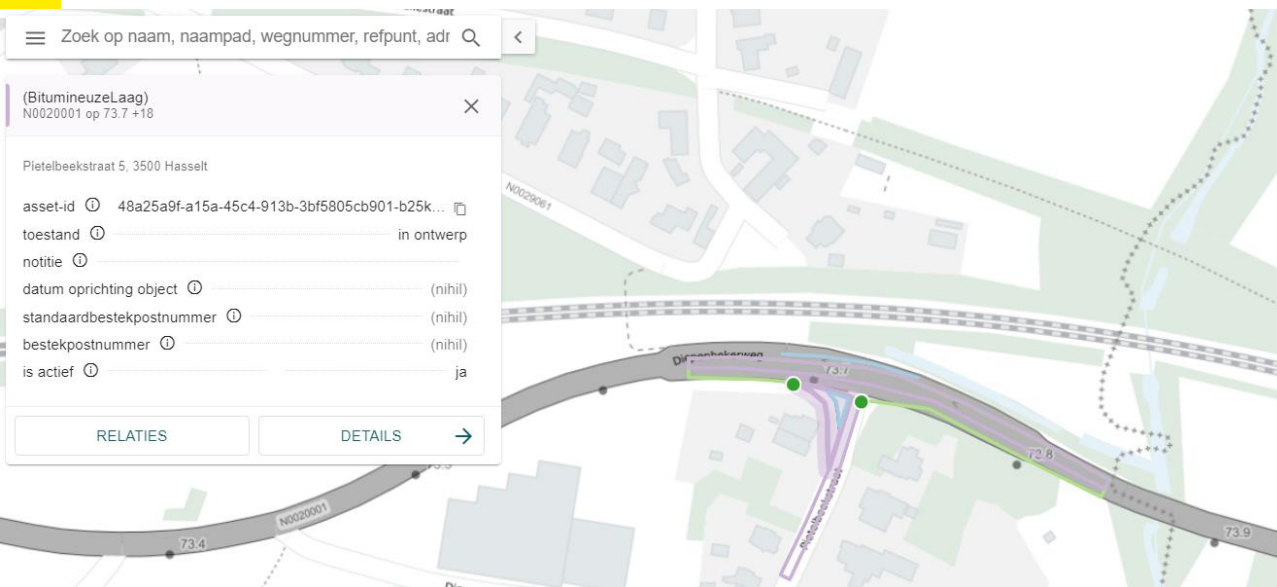 Zoek op naam, naampad, wegnummer, refpunt, adr
(BitumineuzeLaag)
N0020001 op 73.7 +18
Pietelbeekstraat 5, 3500 Hasselt
asset-id 48a25a9f-a15a-45c4-913b-3bf5805cb901-b25k...
toestand in ontwerp
notitie
datum oprichting object (nihil)
standaardbestekpostnummer (nihil)
bestekpostnummer (nihil)
is actief ja
RELATIES DETAILS
N0029061
73.7
73.8
73.9
N0020001
73.4
Pietelbeekstraat